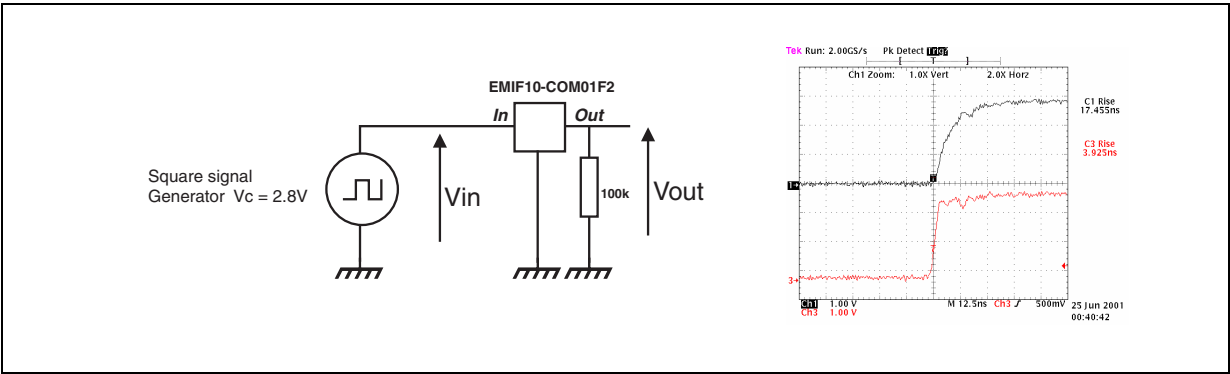 EMIF10-COM01F2
In
Out
Square signal
Generator Vc = 2.8V
Vin
100k
Vout
Tek Run: 2.00GS/s Pk Detect Trig?
Ch1 Zoom: 1.0X Vert 2.0X Horz
T
C1 Rise
17.455ns
C3 Rise
3.925ns
1
3
Ch1 1.00 V M 12.5ns Ch3 500mV
Ch3 1.00 V
25 Jun 2001
00:40:42